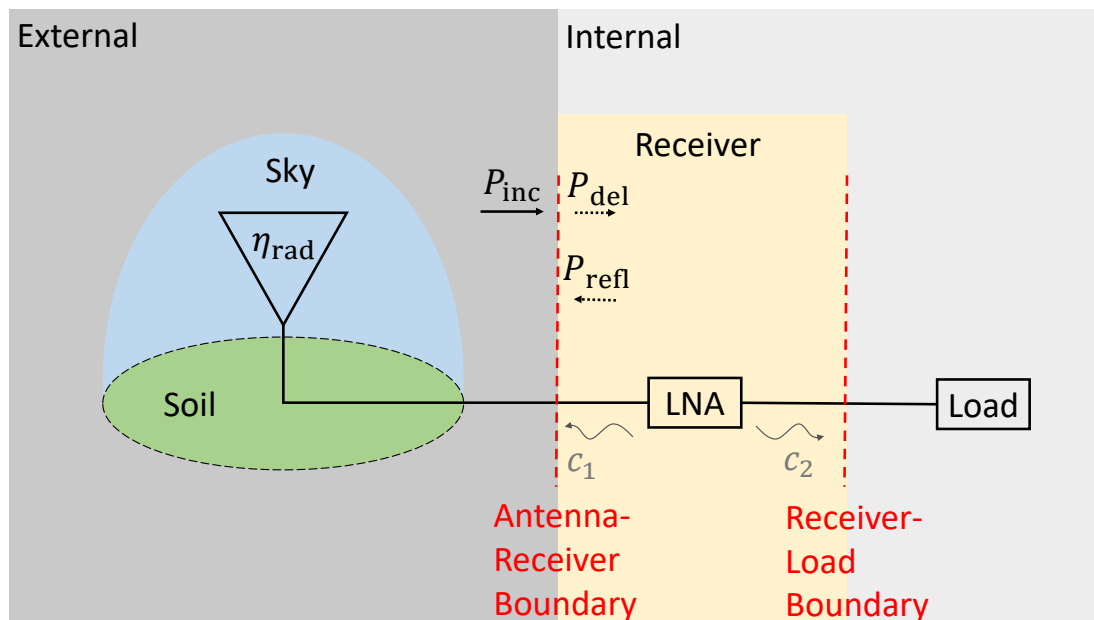 External
Internal
Receiver
Sky
P_inc
P_del
η_rad
P_refl
Soil
LNA
Load
c_1
c_2
Antenna-
Receiver
Boundary
Receiver-
Load
Boundary